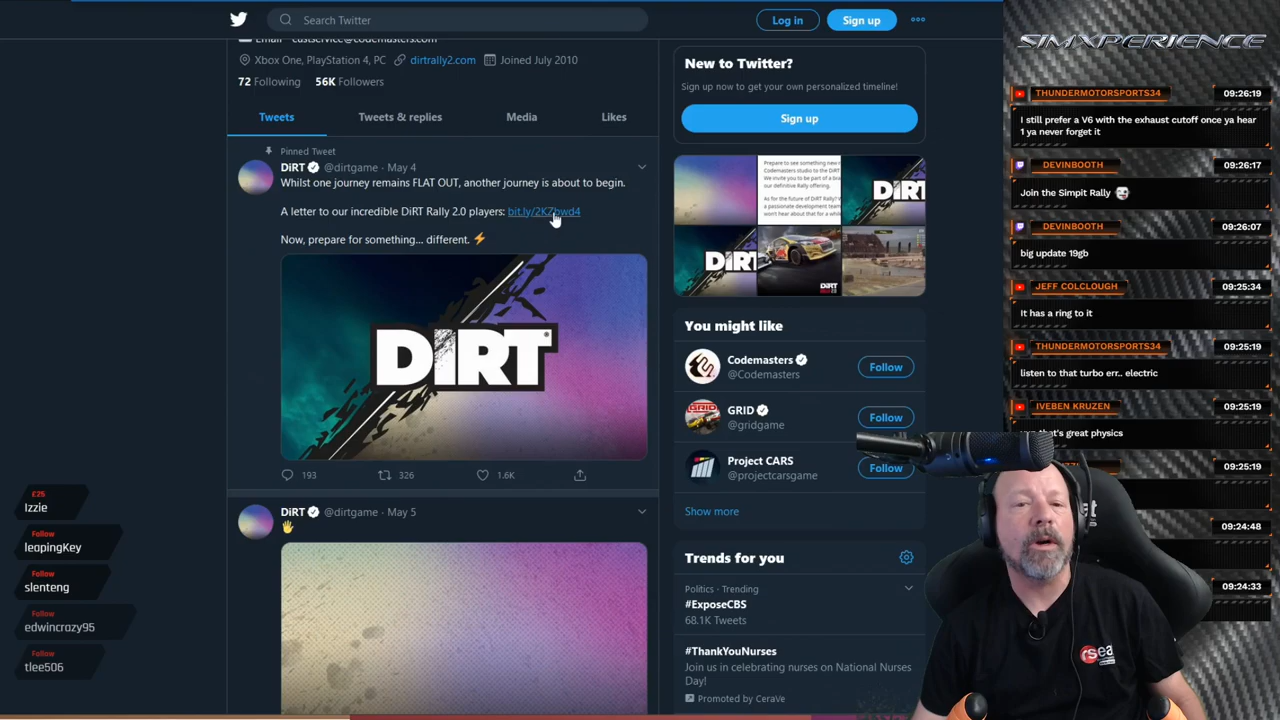 Search Twitter
Log in
Sign up
Email
Xbox One, PlayStation 4, PC
dirtrally2.com
Joined July 2010
72 Following
56K Followers
Tweets
Tweets & replies
Media
Likes
Pinned Tweet
DiRT @dirtgame · May 4
Whilst one journey remains FLAT OUT, another journey is about to begin.
A letter to our incredible DiRT Rally 2.0 players:
Now, prepare for something... different. ⚡
DiRT
193
326
1.6K
DiRT @dirtgame · May 5
🖐
New to Twitter?
Sign up now to get your own personalized timeline!
Sign up
You might like
Codemasters
@Codemasters
Follow
GRID
@gridgame
Follow
Project CARS
@projectcarsgame
Follow
Show more
Trends for you
Politics · Trending
#ExposeCBS
68.1K Tweets
#ThankYouNurses
Join us in celebrating nurses on National Nurses
Day!
Promoted by CeraVe
SIMXPERIENCE
THUNDERMOTORSPORTS34 09:26:19
I still prefer a V6 with the exhaust cutoff once ya hear
1 ya never forget it
DEVINBOOTH 09:26:17
Join the Simpit Rally
DEVINBOOTH 09:26:07
big update 19gb
JEFF COLCLOUGH 09:25:34
It has a ring to it
THUNDERMOTORSPORTS34 09:25:19
listen to that turbo err.. electric
IVEBEN KRUZEN 09:25:19
that's great physics
09:25:19
09:24:48
09:24:33
£25
Izzie
Follow
leapingKey
Follow
slenteng
Follow
edwincrazy95
Follow
tlee506
rsea